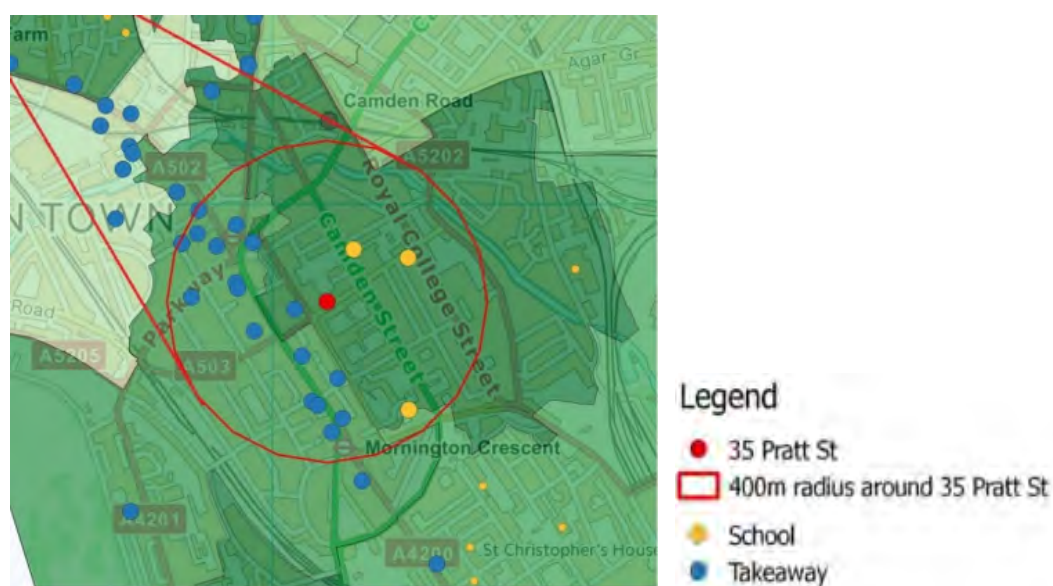 arm
Agar Gr
Camden Road
A5202
A502
N TOWN
Royal College Street
Camden Street
Parkway
Road
A5205
A503
Mornington Crescent
A4201
A4200
St Christopher's House
Legend
35 Pratt St
400m radius around 35 Pratt St
School
Takeaway